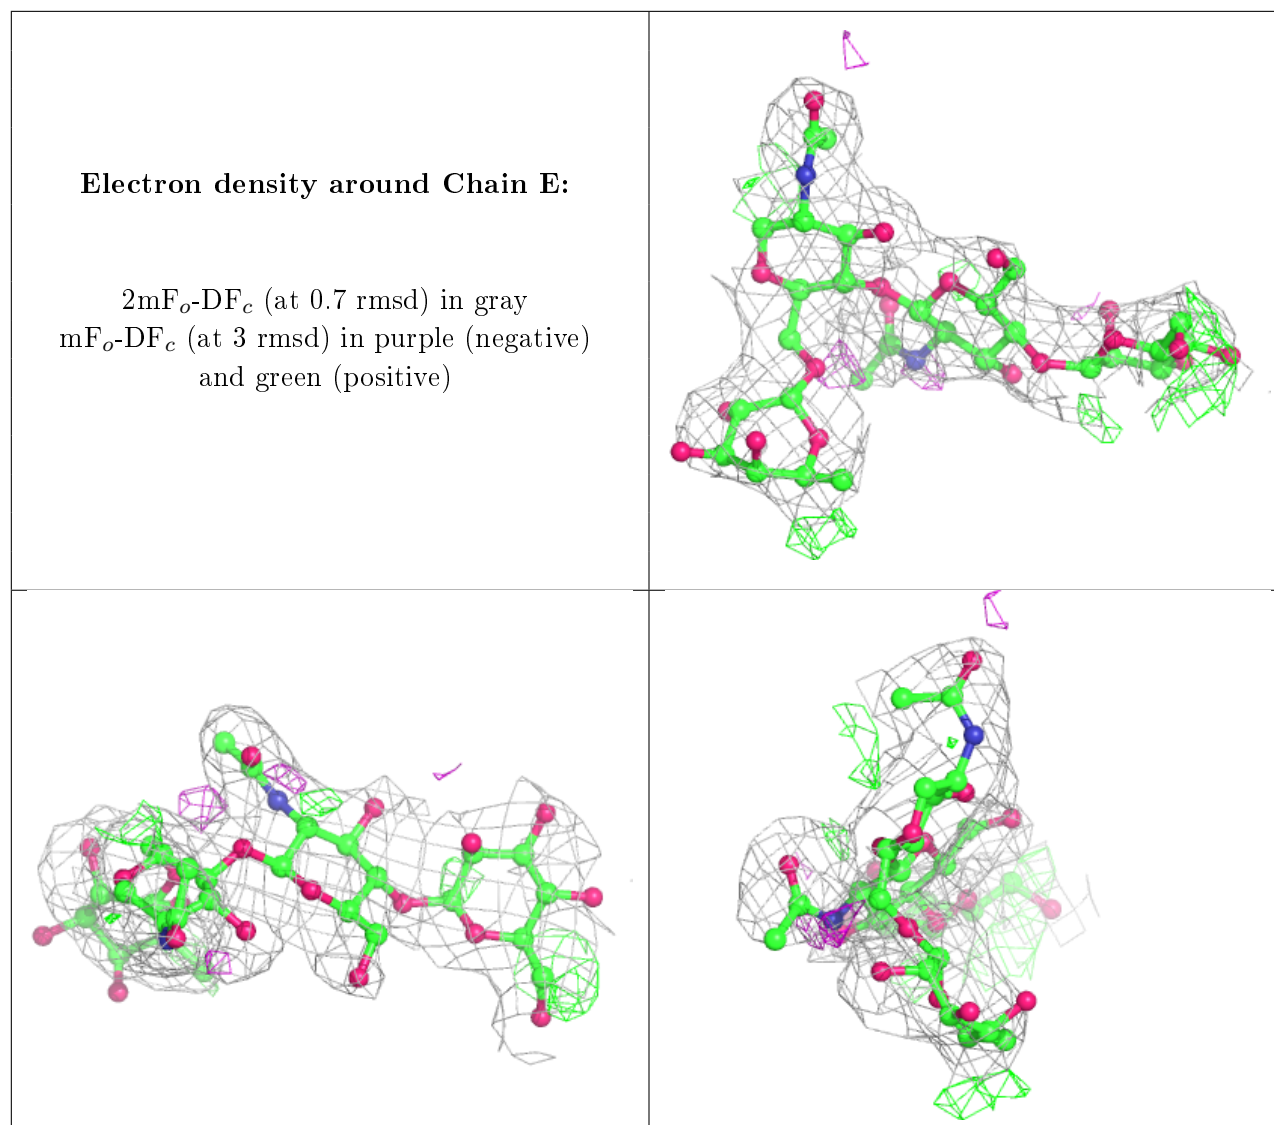 Electron density around Chain E:
2mFₒ-DF𝑐 (at 0.7 rmsd) in gray
mFₒ-DF𝑐 (at 3 rmsd) in purple (negative)
and green (positive)